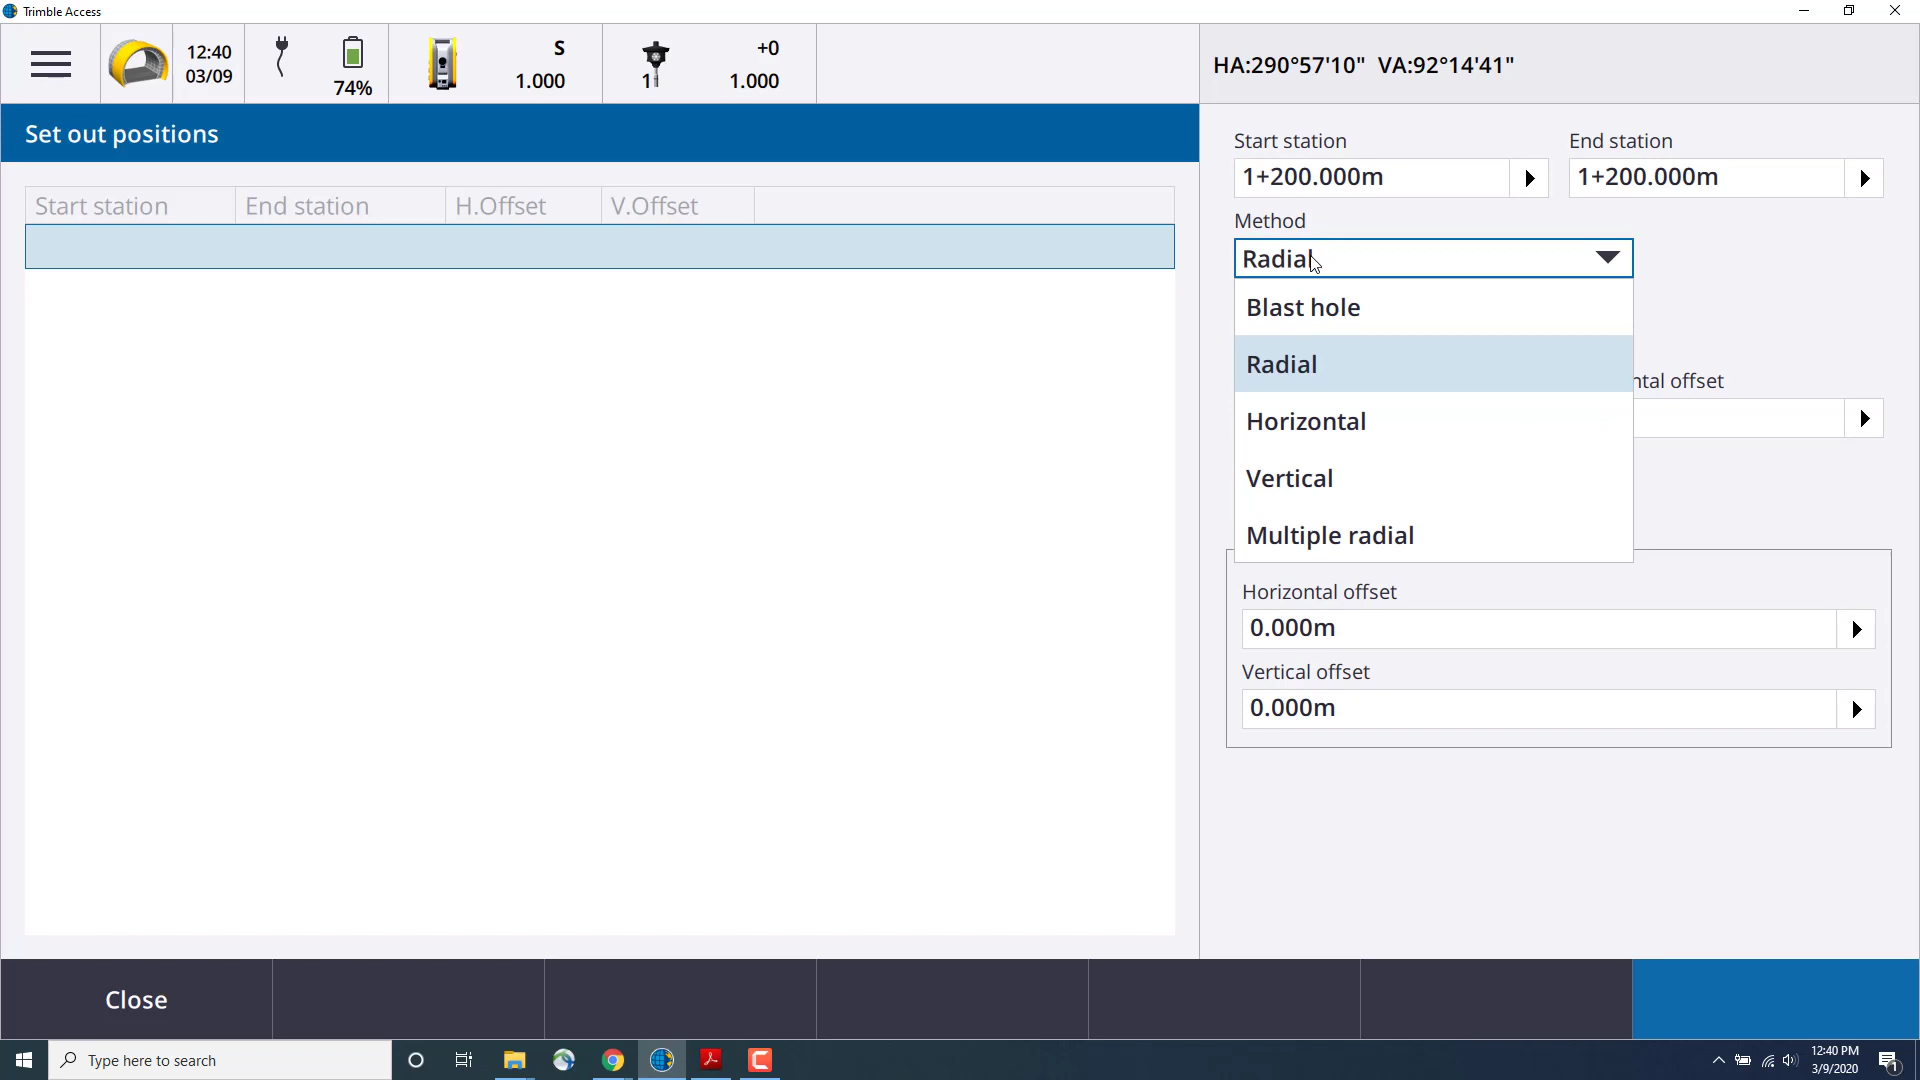 Trimble Access
12:40
03/09
74%
S
1.000
1
+0
1.000
HA:290°57'10" VA:92°14'41"
Set out positions
Start station End station H.Offset V.Offset
Start station End station
1+200.000m 1+200.000m
Method
Radial
Blast hole
Radial
Horizontal
Vertical
Multiple radial
ntal offset
Horizontal offset
0.000m
Vertical offset
0.000m
Close
Type here to search
12:40 PM
3/9/2020
1